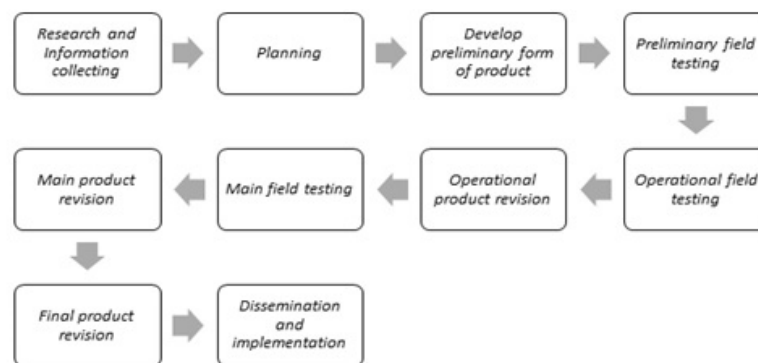 Research and
Information
collecting
Planning
Develop
preliminary form
of product
Preliminary field
testing
Operational field
testing
Operational
product revision
Main field testing
Main product
revision
Final product
revision
Dissemination
and
implementation